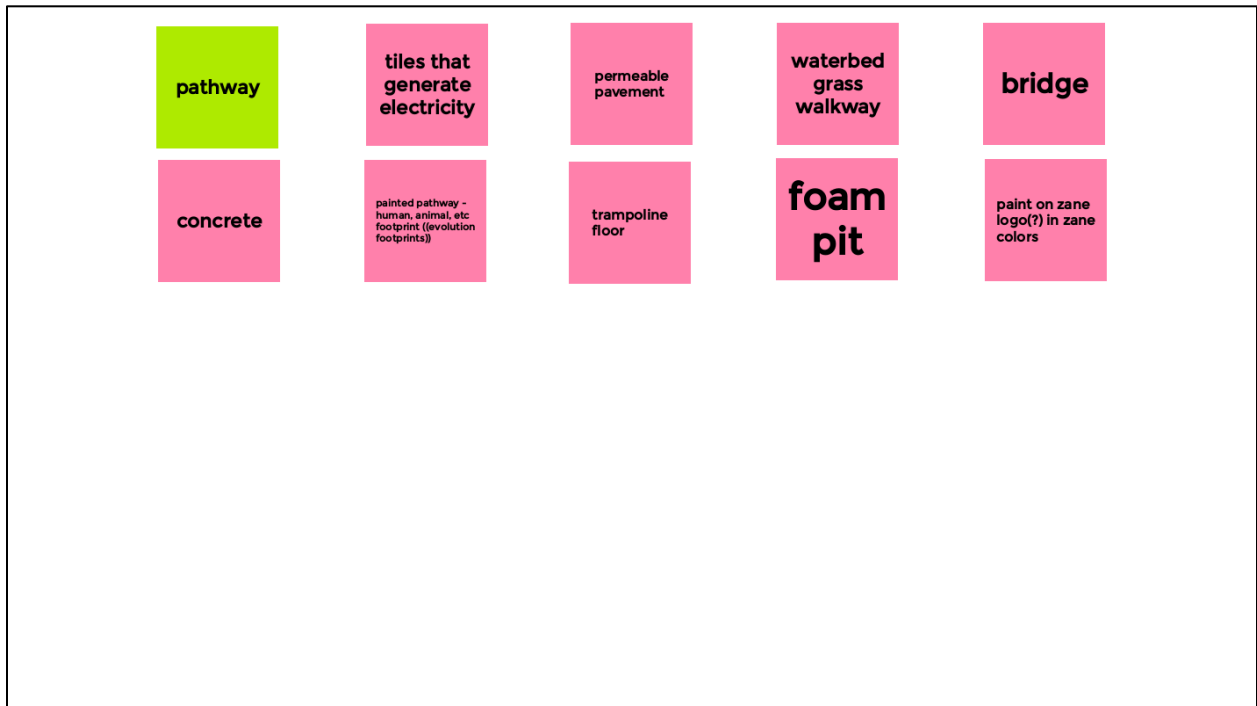 pathway
tiles that
generate
electricity
permeable
pavement
waterbed
grass
walkway
bridge
concrete
painted pathway -
human, animal, etc
footprint ((evolution
footprints))
trampoline
floor
foam
pit
paint on zane
logo(?) in zane
colors